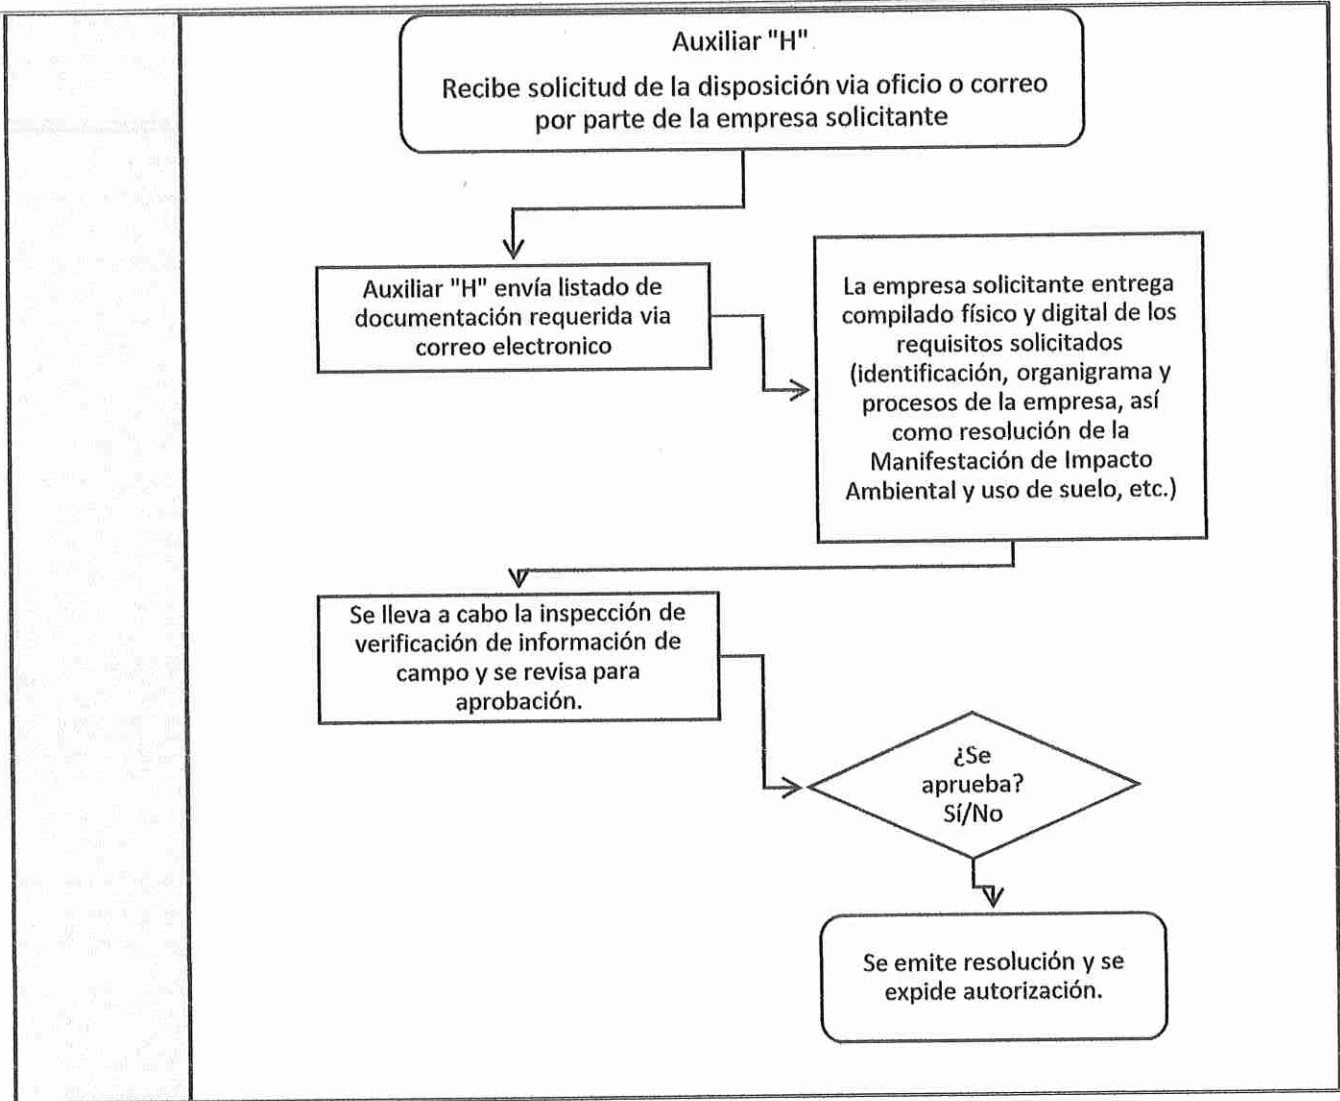 Auxiliar "H"
Recibe solicitud de la disposición via oficio o correo
por parte de la empresa solicitante
Auxiliar "H" envía listado de
documentación requerida via
correo electronico
La empresa solicitante entrega
compilado físico y digital de los
requisitos solicitados
(identificación, organigrama y
procesos de la empresa, así
como resolución de la
Manifestación de Impacto
Ambiental y uso de suelo, etc.)
Se lleva a cabo la inspección de
verificación de información de
campo y se revisa para
aprobación.
¿Se
aprueba?
Sí/No
Se emite resolución y se
expide autorización.